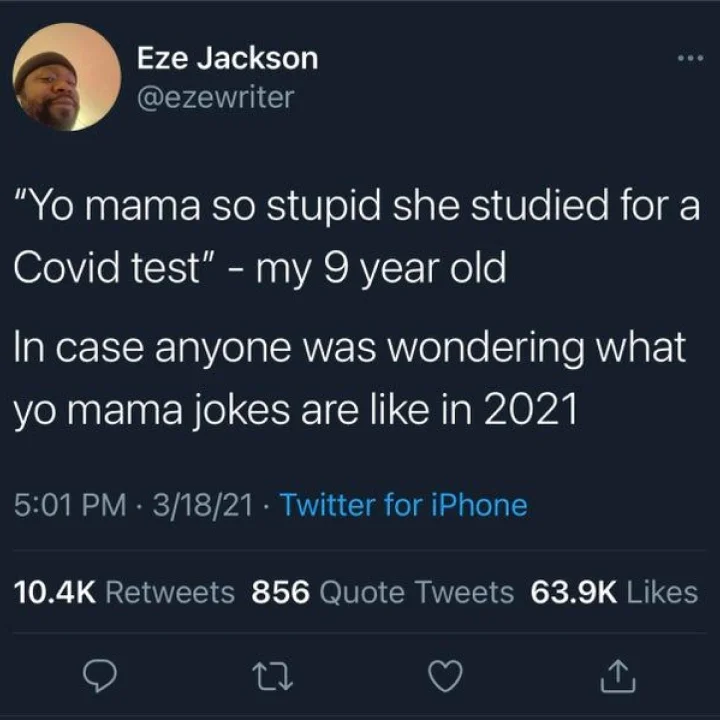 Eze Jackson
@ezewriter
"Yo mama so stupid she studied for a
Covid test" - my 9 year old
In case anyone was wondering what
yo mama jokes are like in 2021
5:01 PM · 3/18/21 · Twitter for iPhone
10.4K Retweets 856 Quote Tweets 63.9K Likes